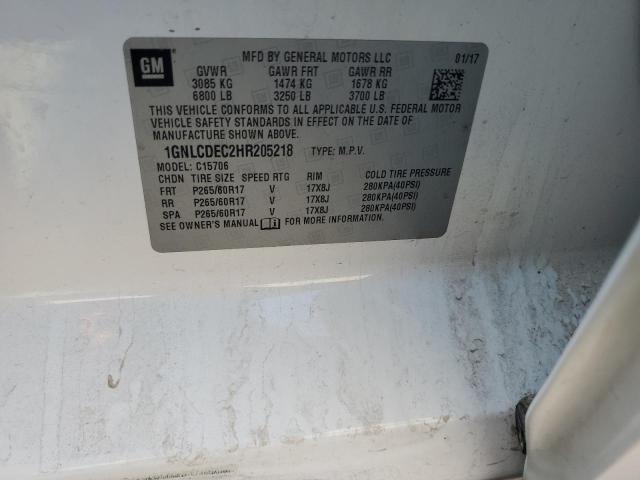 GM
MFD BY GENERAL MOTORS LLC 01/17
GVWR GAWR FRT GAWR RR
3085 KG 1474 KG 1678 KG
6800 LB 3250 LB 3700 LB
THIS VEHICLE CONFORMS TO ALL APPLICABLE U.S. FEDERAL MOTOR
VEHICLE SAFETY STANDARDS IN EFFECT ON THE DATE OF
MANUFACTURE SHOWN ABOVE.
1GNLCDEC2HR205218 TYPE: M.P.V.
MODEL: C15706
CHDN TIRE SIZE SPEED RTG RIM COLD TIRE PRESSURE
FRT P265/60R17 V 17X8J 280KPA(40PSI)
RR P265/60R17 V 17X8J 280KPA(40PSI)
SPA P265/60R17 V 17X8J 280KPA(40PSI)
SEE OWNER'S MANUAL FOR MORE INFORMATION.